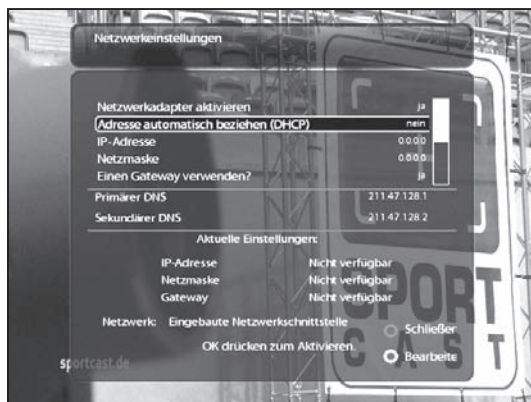 Netzwerkeinstellungen
Netzwerkadapter aktivieren ja
Adresse automatisch beziehen (DHCP) nein
IP-Adresse 0.0.0.0
Netzmaske 0.0.0.0
Einen Gateway verwenden? ja
Primärer DNS 211.47.128.1
Sekundärer DNS 211.47.128.2
Aktuelle Einstellungen:
IP-Adresse Nicht verfügbar
Netzmaske Nicht verfügbar
Gateway Nicht verfügbar
Netzwerk: Eingebaute Netzwerkschnittstelle
Schließer
OK drücken zum Aktivieren.
Bearbeite
SPORT
CAST
sportcast.de